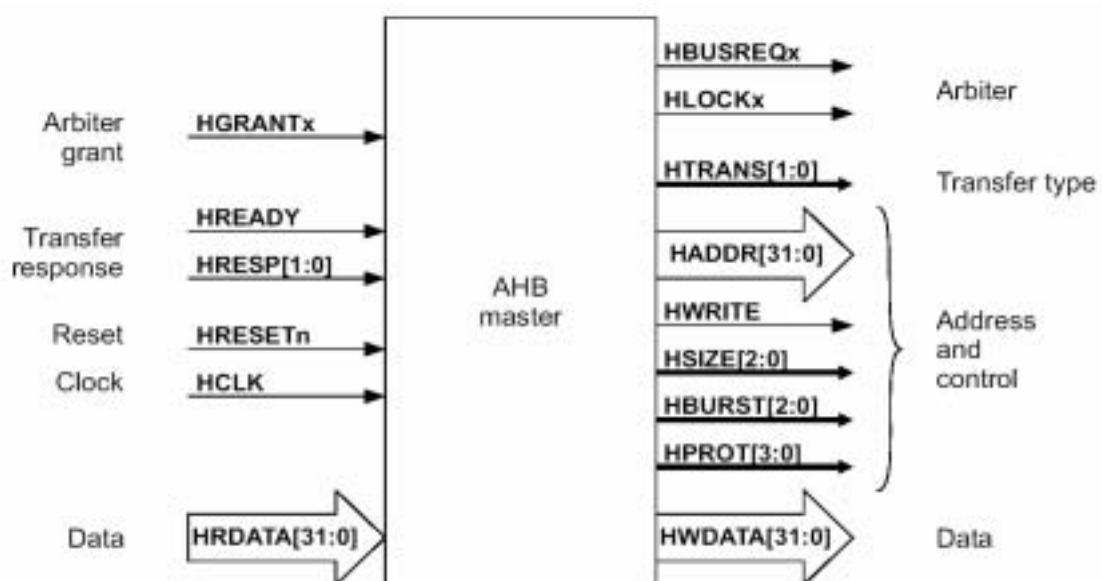 Arbiter
grant
HGRANTx
Transfer
response
HREADY
HRESP[1:0]
Reset
HRESETn
Clock
HCLK
Data
HRDATA[31:0]
AHB
master
HBUSREQx
HLOCKx
Arbiter
HTRANS[1:0]
Transfer type
HADDR[31:0]
HWRITE
HSIZE[2:0]
HBURST[2:0]
HPROT[3:0]
Address
and
control
HWDATA[31:0]
Data